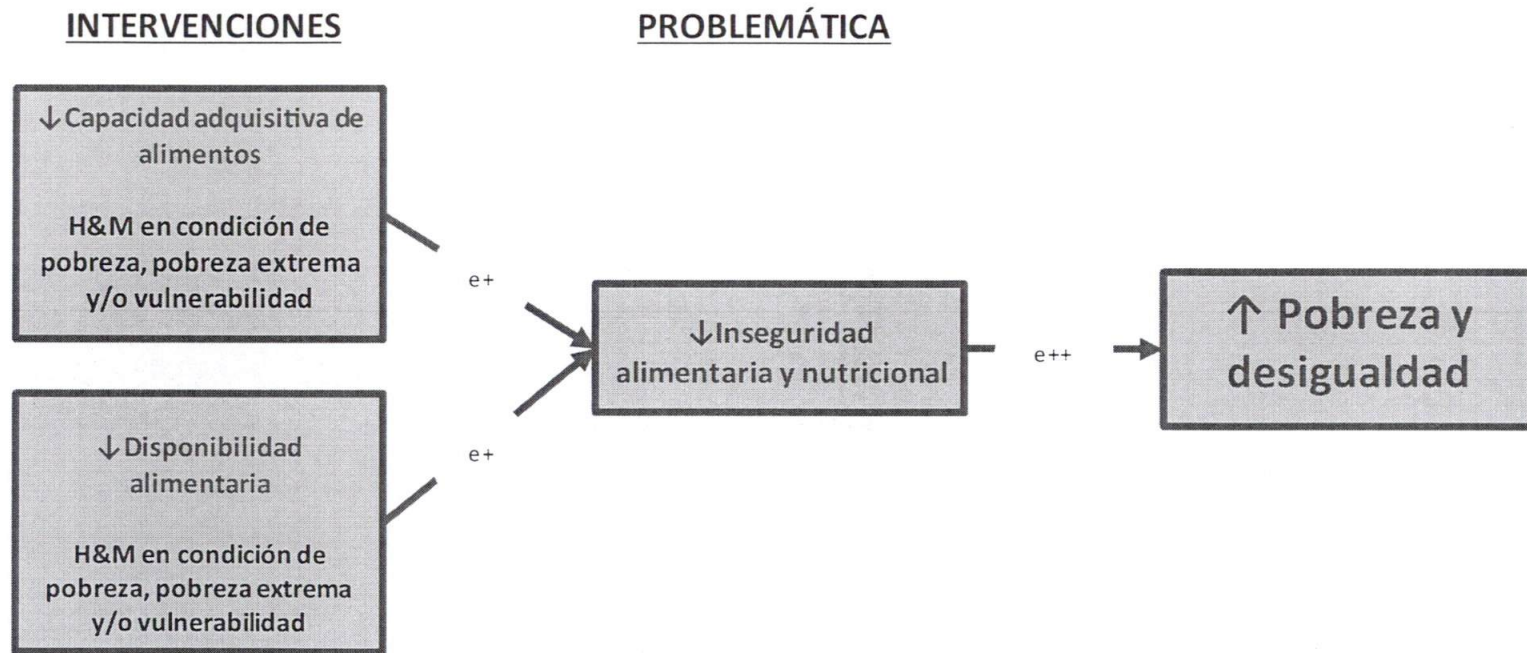 INTERVENCIONES
PROBLEMÁTICA
↓Capacidad adquisitiva de
alimentos
H&M en condición de
pobreza, pobreza extrema
y/o vulnerabilidad
e+
↓Inseguridad
alimentaria y nutricional
e++
↑ Pobreza y
desigualdad
↓Disponibilidad
alimentaria
e+
H&M en condición de
pobreza, pobreza extrema
y/o vulnerabilidad